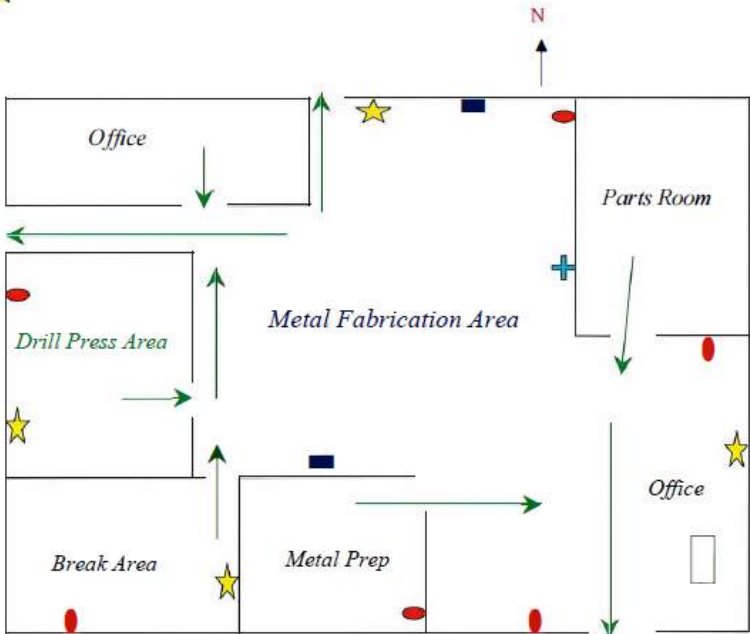 N
Office
Parts Room
Metal Fabrication Area
Drill Press Area
Office
Break Area
Metal Prep